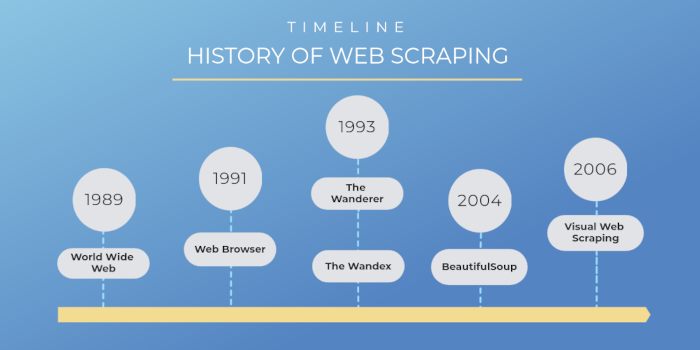 TIMELINE
HISTORY OF WEB SCRAPING
1989
World Wide
Web
1991
Web Browser
1993
The
Wanderer
The Wandex
2004
BeautifulSoup
2006
Visual Web
Scraping